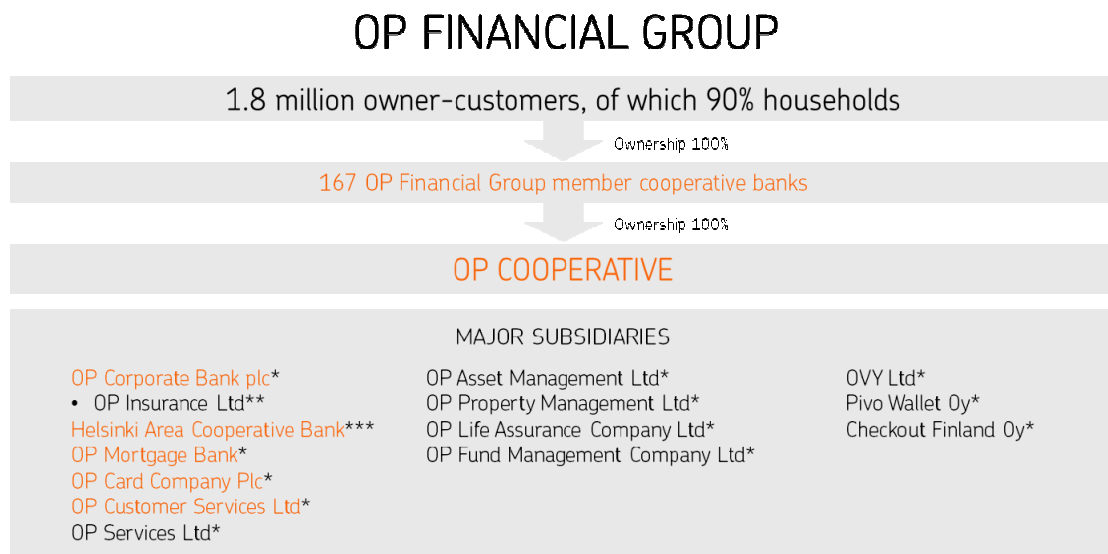 OP FINANCIAL GROUP
1.8 million owner-customers, of which 90% households
Ownership 100%
167 OP Financial Group member cooperative banks
Ownership 100%
OP COOPERATIVE
MAJOR SUBSIDIARIES
OP Corporate Bank plc*
• OP Insurance Ltd**
Helsinki Area Cooperative Bank***
OP Mortgage Bank*
OP Card Company Plc*
OP Customer Services Ltd*
OP Services Ltd*
OP Asset Management Ltd*
OP Property Management Ltd*
OP Life Assurance Company Ltd*
OP Fund Management Company Ltd*
OVY Ltd*
Pivo Wallet Oy*
Checkout Finland Oy*